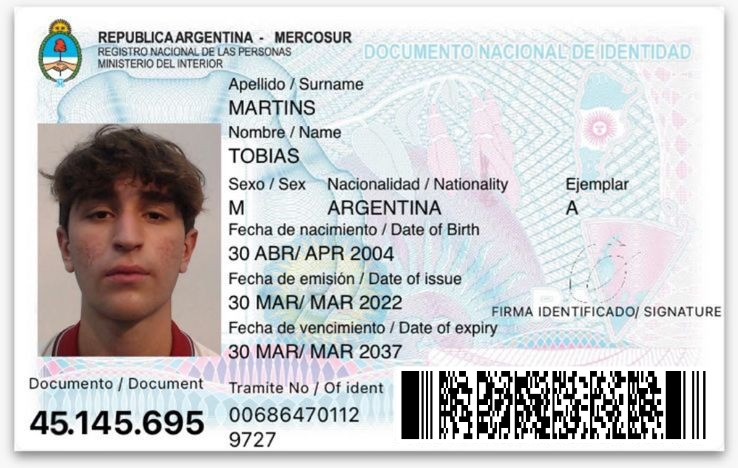 REPUBLICA ARGENTINA - MERCOSUR
REGISTRO NACIONAL DE LAS PERSONAS
MINISTERIO DEL INTERIOR
DOCUMENTO NACIONAL DE IDENTIDAD
Apellido / Surname
MARTINS
Nombre / Name
TOBIAS
Sexo / Sex Nacionalidad / Nationality Ejemplar
M ARGENTINA A
Fecha de nacimiento / Date of Birth
30 ABR/ APR 2004
Fecha de emisión / Date of issue
30 MAR/ MAR 2022
FIRMA IDENTIFICADO/ SIGNATURE
Fecha de vencimiento / Date of expiry
30 MAR/ MAR 2037
Documento / Document
45.145.695
Tramite No / Of ident
00686470112
9727